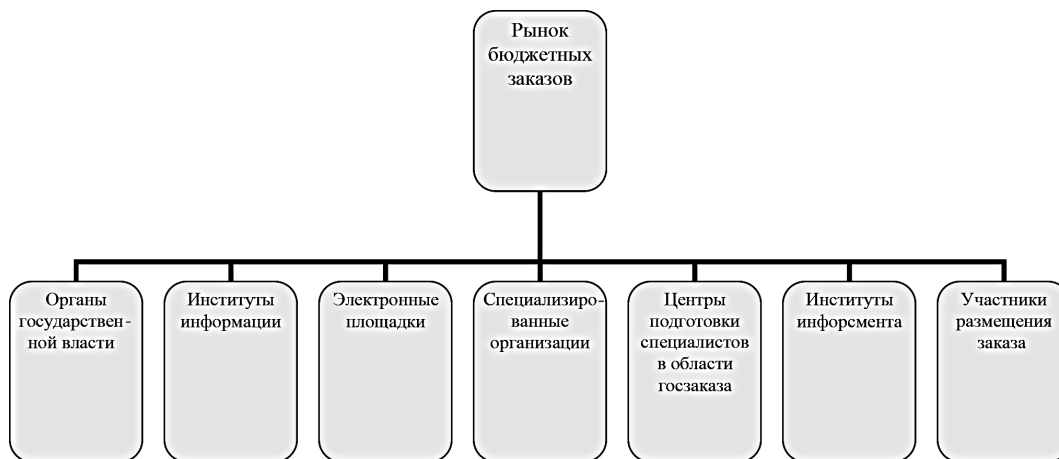 Рынок
бюджетных
заказов
Органы
государствен-
ной власти
Институты
информации
Электронные
площадки
Специализиро-
ванные
организации
Центры
подготовки
специалистов
в области
госзаказа
Институты
инфорсмента
Участники
размещения
заказа